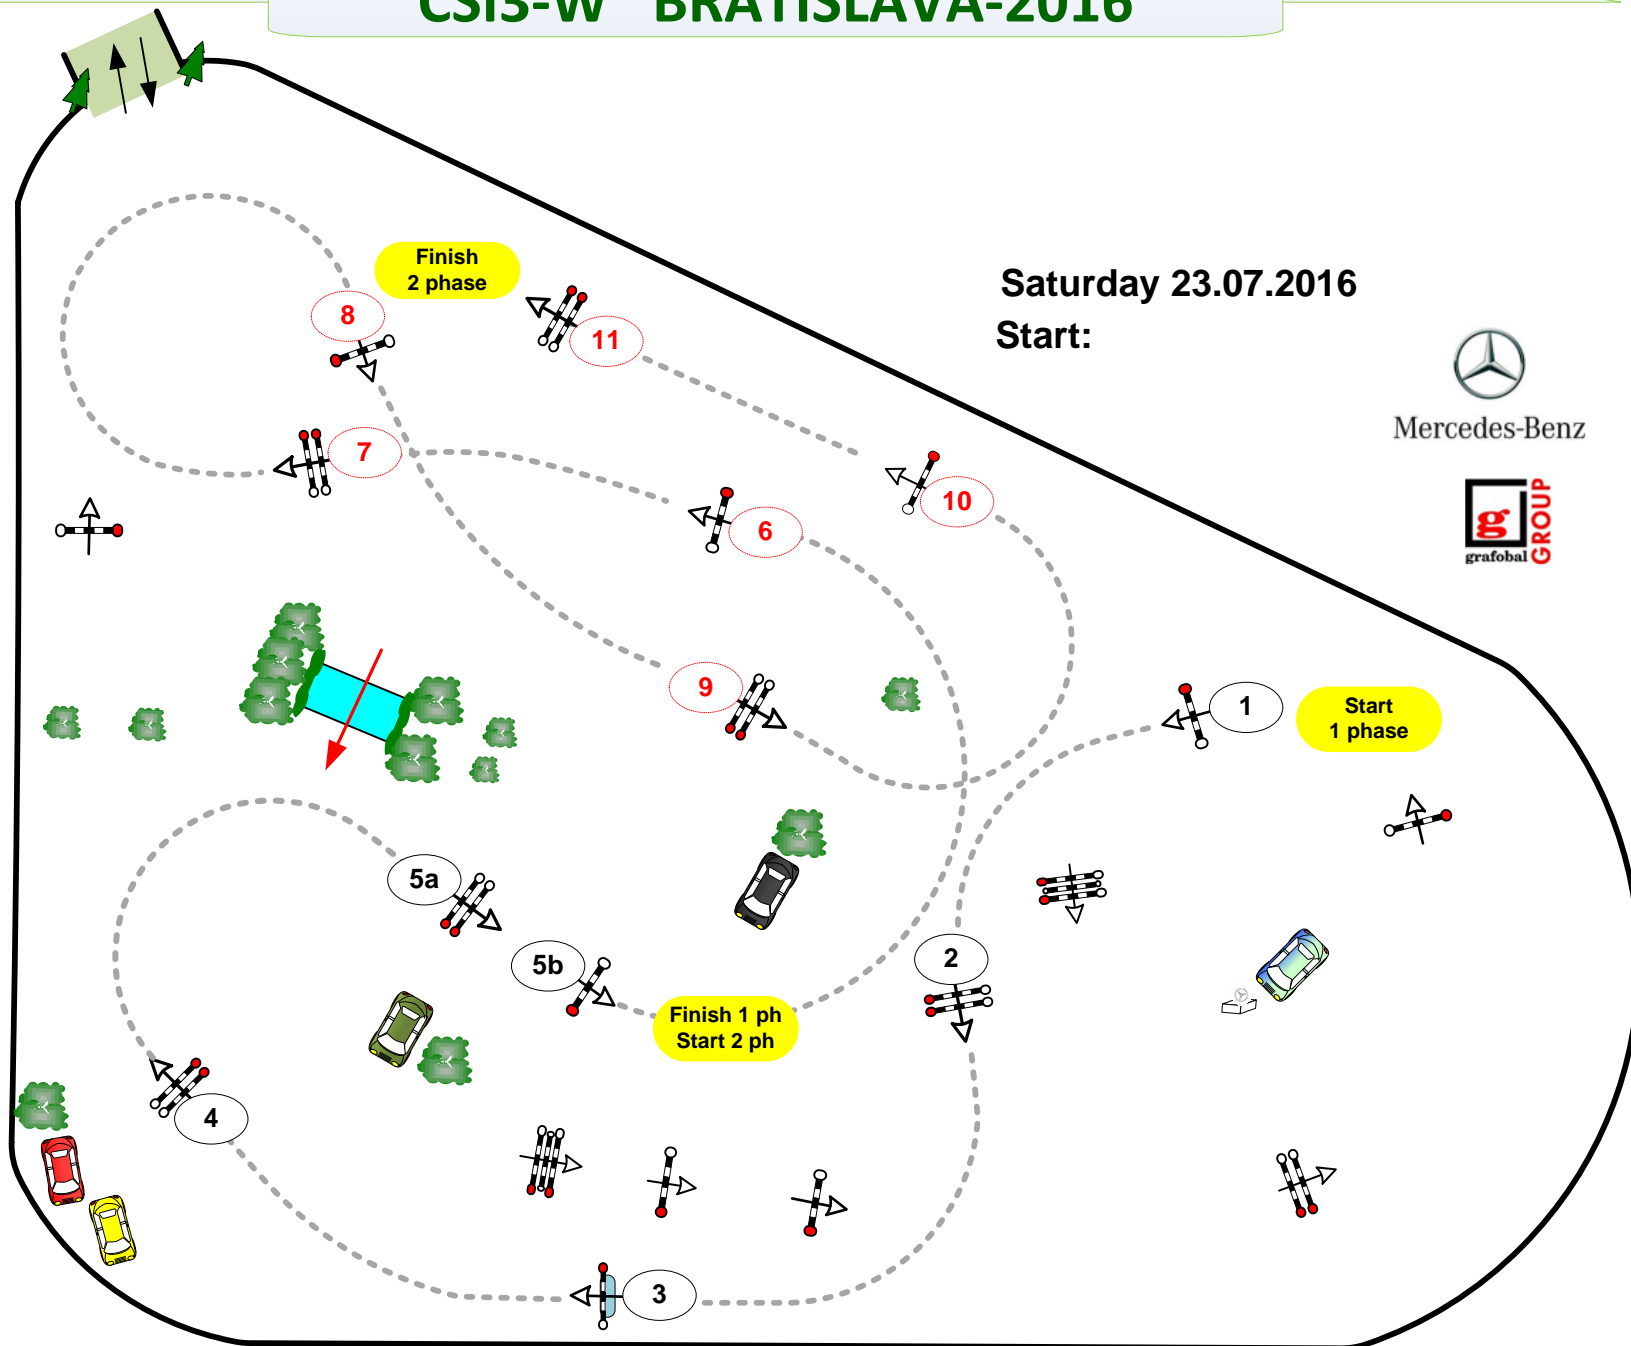 CSI3-W BRATISLAVA-2016
Finish
2 phase
Saturday 23.07.2016
Start:
8
11
Mercedes-Benz
7
10
6
g
grafobal
GROUP
9
1
Start
1 phase
5a
5b
2
Finish 1 ph
Start 2 ph
4
3